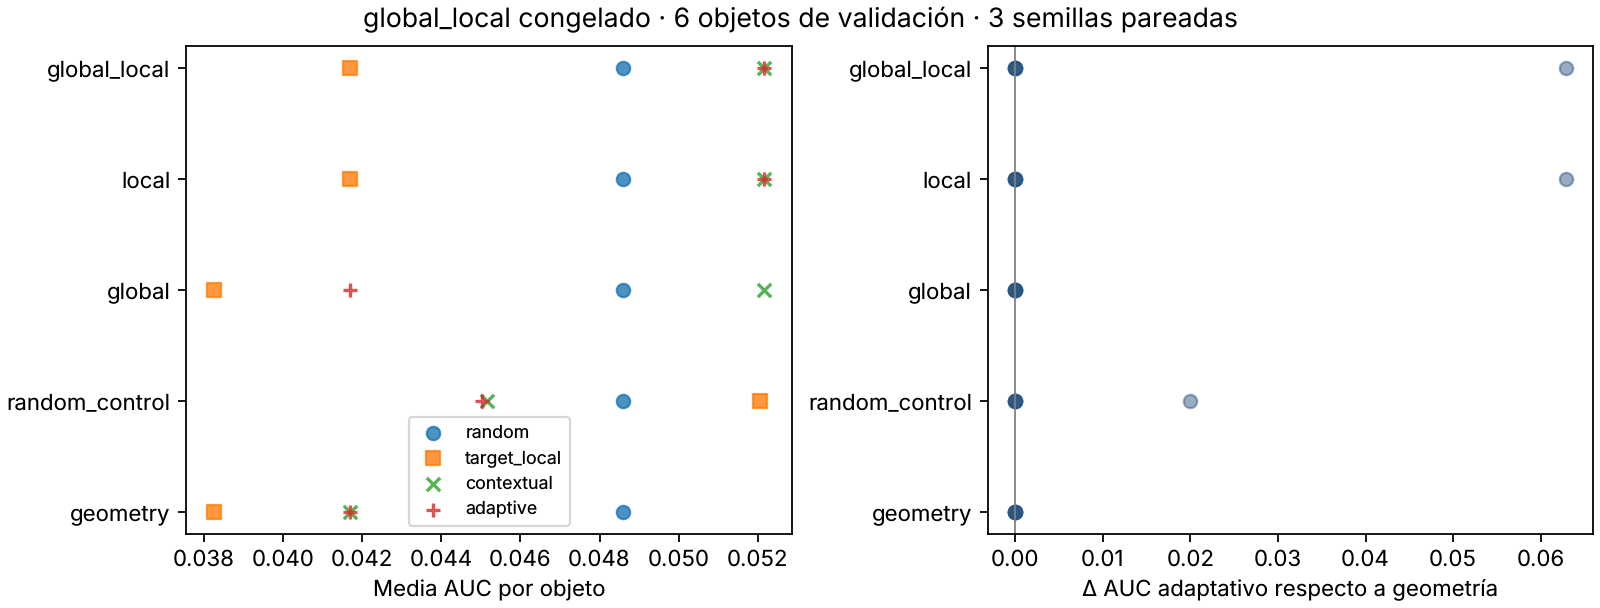 global_local congelado · 6 objetos de validación · 3 semillas pareadas
global_local
local
global
random_control
geometry
random
target_local
contextual
adaptive
0.038 0.040 0.042 0.044 0.046 0.048 0.050 0.052
Media AUC por objeto
global_local
local
global
random_control
geometry
0.00 0.01 0.02 0.03 0.04 0.05 0.06
Δ AUC adaptativo respecto a geometría